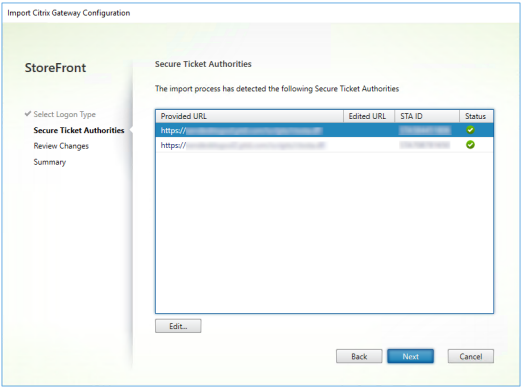 Import Citrix Gateway Configuration
StoreFront
Select Logon Type
Secure Ticket Authorities
Review Changes
Summary
Secure Ticket Authorities
The import process has detected the following Secure Ticket Authorities
Provided URL Edited URL STA ID Status
https://
https://
Edit...
Back Next Cancel